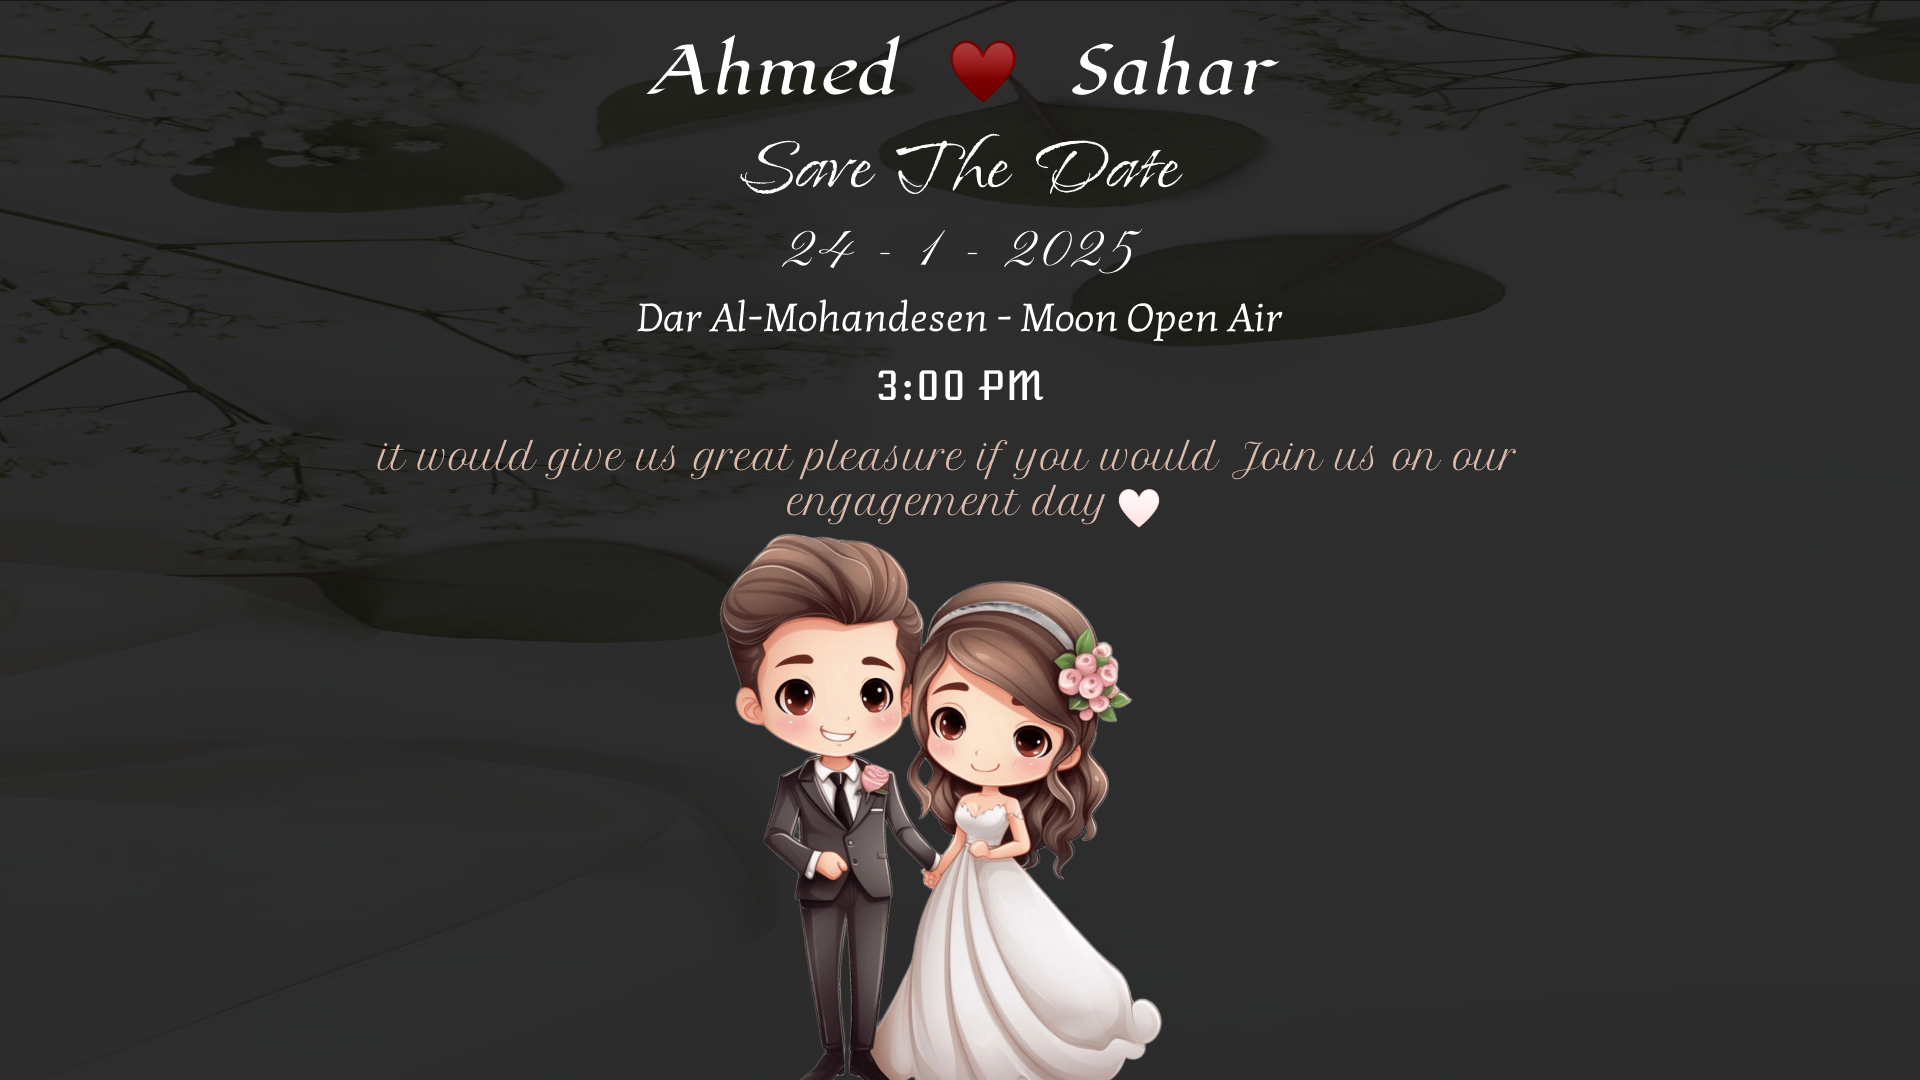 Ahmed ♥ Sahar
Save The Date
24 - 1 - 2025
Dar Al-Mohandesen - Moon Open Air
3:00 PM
it would give us great pleasure if you would Join us on our
engagement day 🤍